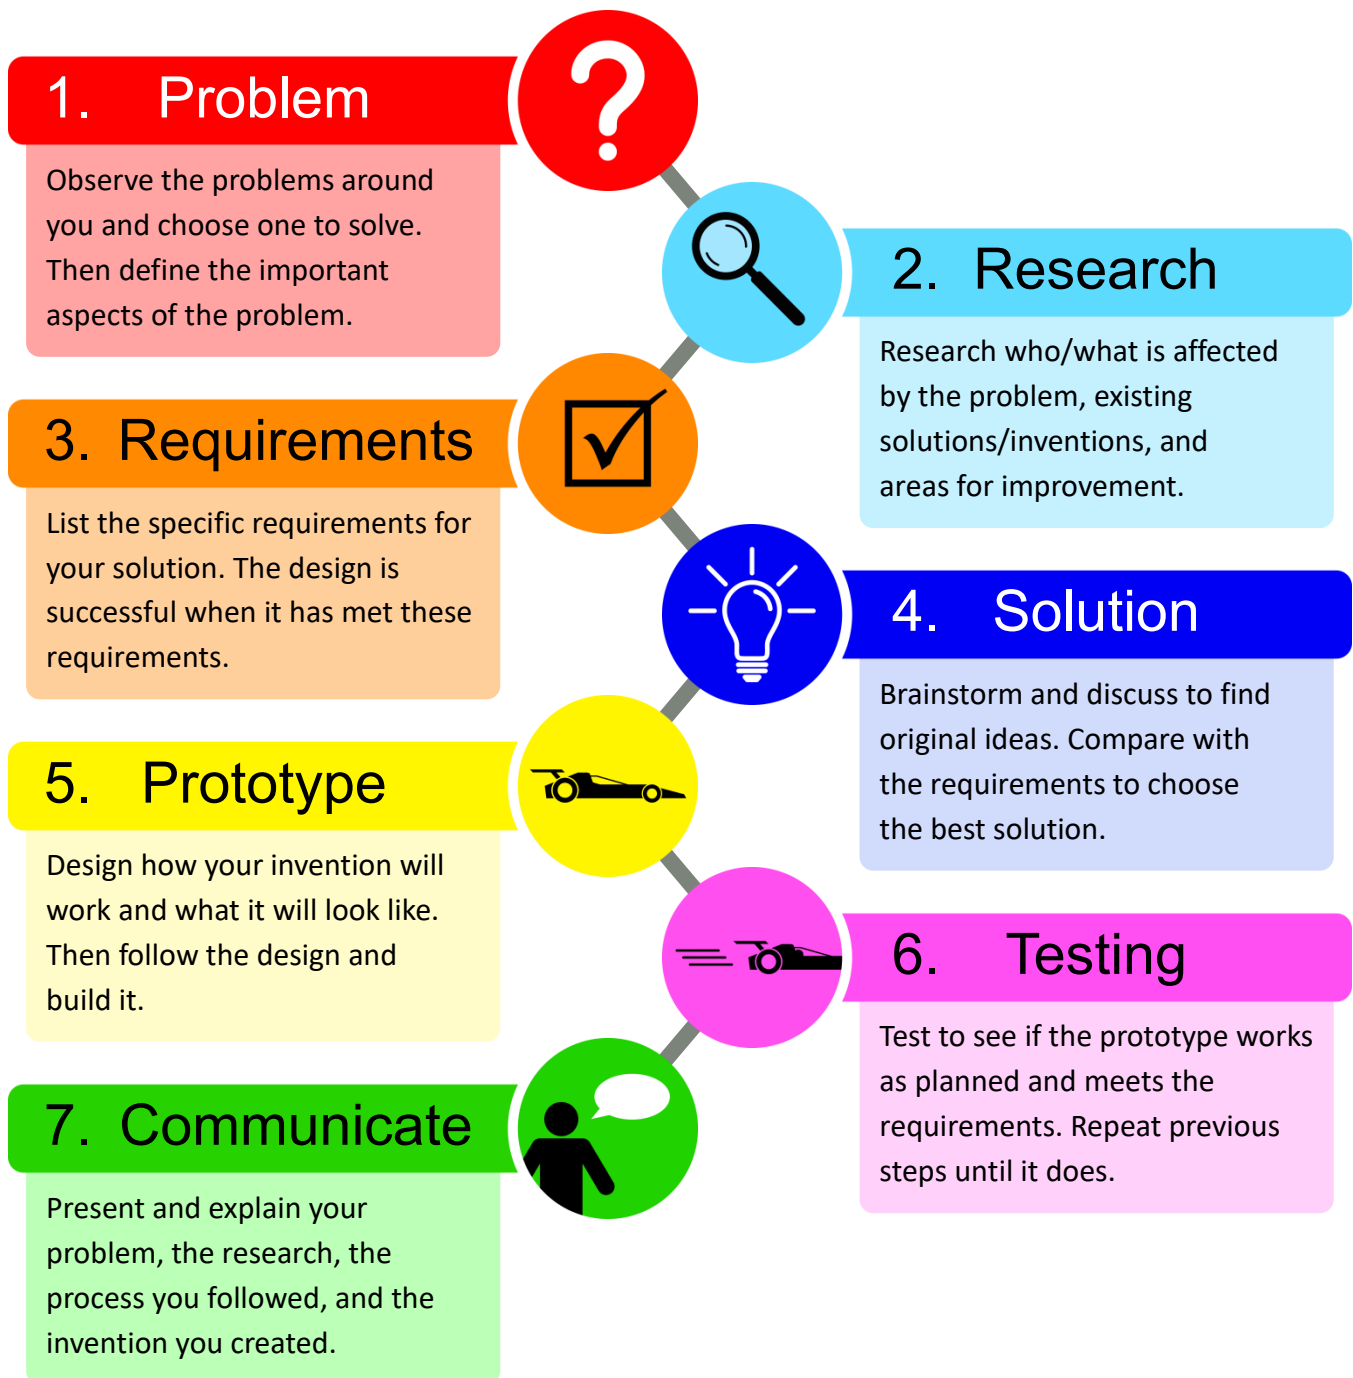 1. Problem
Observe the problems around
you and choose one to solve.
Then define the important
aspects of the problem.
2. Research
Research who/what is affected
by the problem, existing
solutions/inventions, and
areas for improvement.
3. Requirements
List the specific requirements for
your solution. The design is
successful when it has met these
requirements.
4. Solution
Brainstorm and discuss to find
original ideas. Compare with
the requirements to choose
the best solution.
5. Prototype
Design how your invention will
work and what it will look like.
Then follow the design and
build it.
6. Testing
Test to see if the prototype works
as planned and meets the
requirements. Repeat previous
steps until it does.
7. Communicate
Present and explain your
problem, the research, the
process you followed, and the
invention you created.